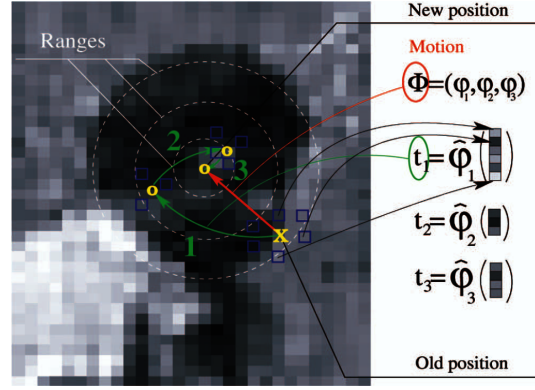 New position
Ranges
Motion
Φ=(φ₁,φ₂,φ₃)
2
o
o
o
3
t₁=φ̂₁( )
1
X
t₂=φ̂₂( )
t₃=φ̂₃( )
Old position